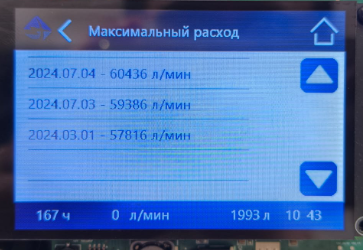 Максимальный расход
2024.07.04 - 60436 л/мин
2024.07.03 - 59386 л/мин
2024.03.01 - 57816 л/мин
167 ч 0 л/мин 1993 л 10 43